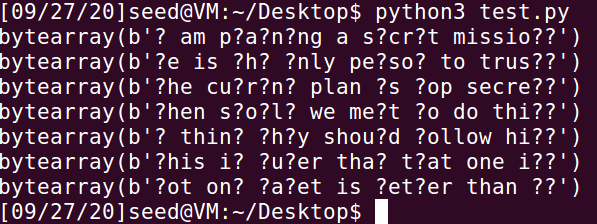 [09/27/20]seed@VM:~/Desktop$ python3 test.py
bytearray(b'? am p?a?n?ng a s?cr?t missio??')
bytearray(b'?e is ?h? ?nly pe?so? to trus??')
bytearray(b'?he cu?r?n? plan ?s ?op secre??')
bytearray(b'?hen s?o?l? we me?t ?o do thi??')
bytearray(b'? thin? ?h?y shou?d ?ollow hi??')
bytearray(b'?his i? ?u?er tha? t?at one i??')
bytearray(b'?ot on? ?a?et is ?et?er than ??')
[09/27/20]seed@VM:~/Desktop$